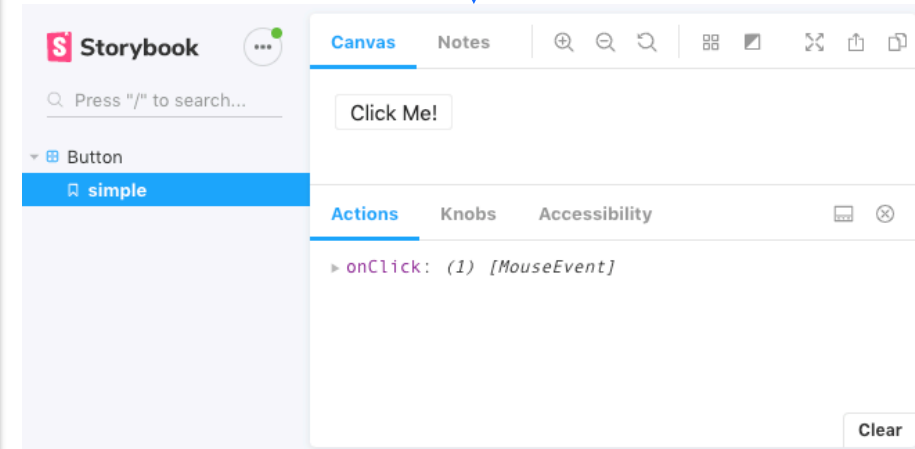 Storybook
Press "/" to search...
Button
simple
Canvas Notes
Click Me!
Actions Knobs Accessibility
onClick: (1) [MouseEvent]
Clear